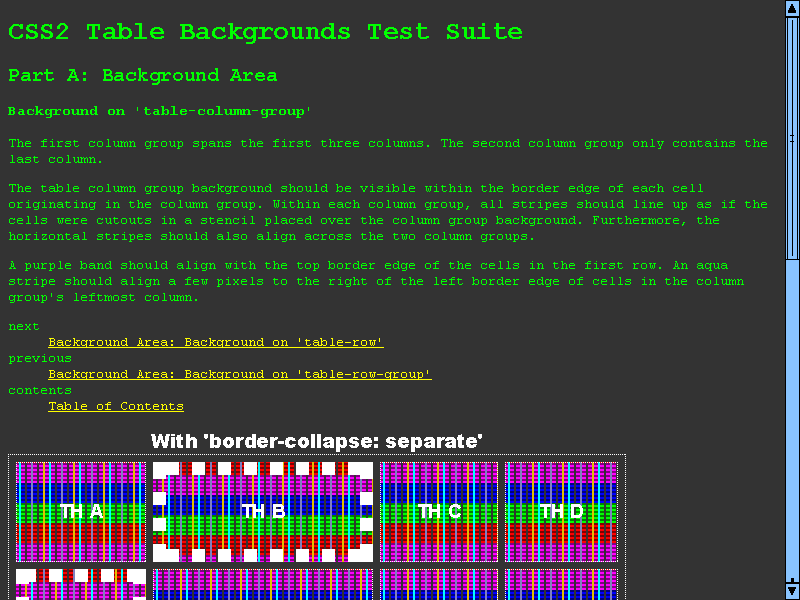 CSS2 Table Backgrounds Test Suite
Part A: Background Area
Background on 'table-column-group'
The first column group spans the first three columns. The second column group only contains the
last column.
The table column group background should be visible within the border edge of each cell
originating in the column group. Within each column group, all stripes should line up as if the
cells were cutouts in a stencil placed over the column group background. Furthermore, the
horizontal stripes should also align across the two column groups.
A purple band should align with the top border edge of the cells in the first row. An aqua
stripe should align a few pixels to the right of the left border edge of cells in the column
group's leftmost column.
next
Background Area: Background on 'table-row'
previous
Background Area: Background on 'table-row-group'
contents
Table of Contents
With 'border-collapse: separate'
TH A TH B TH C TH D